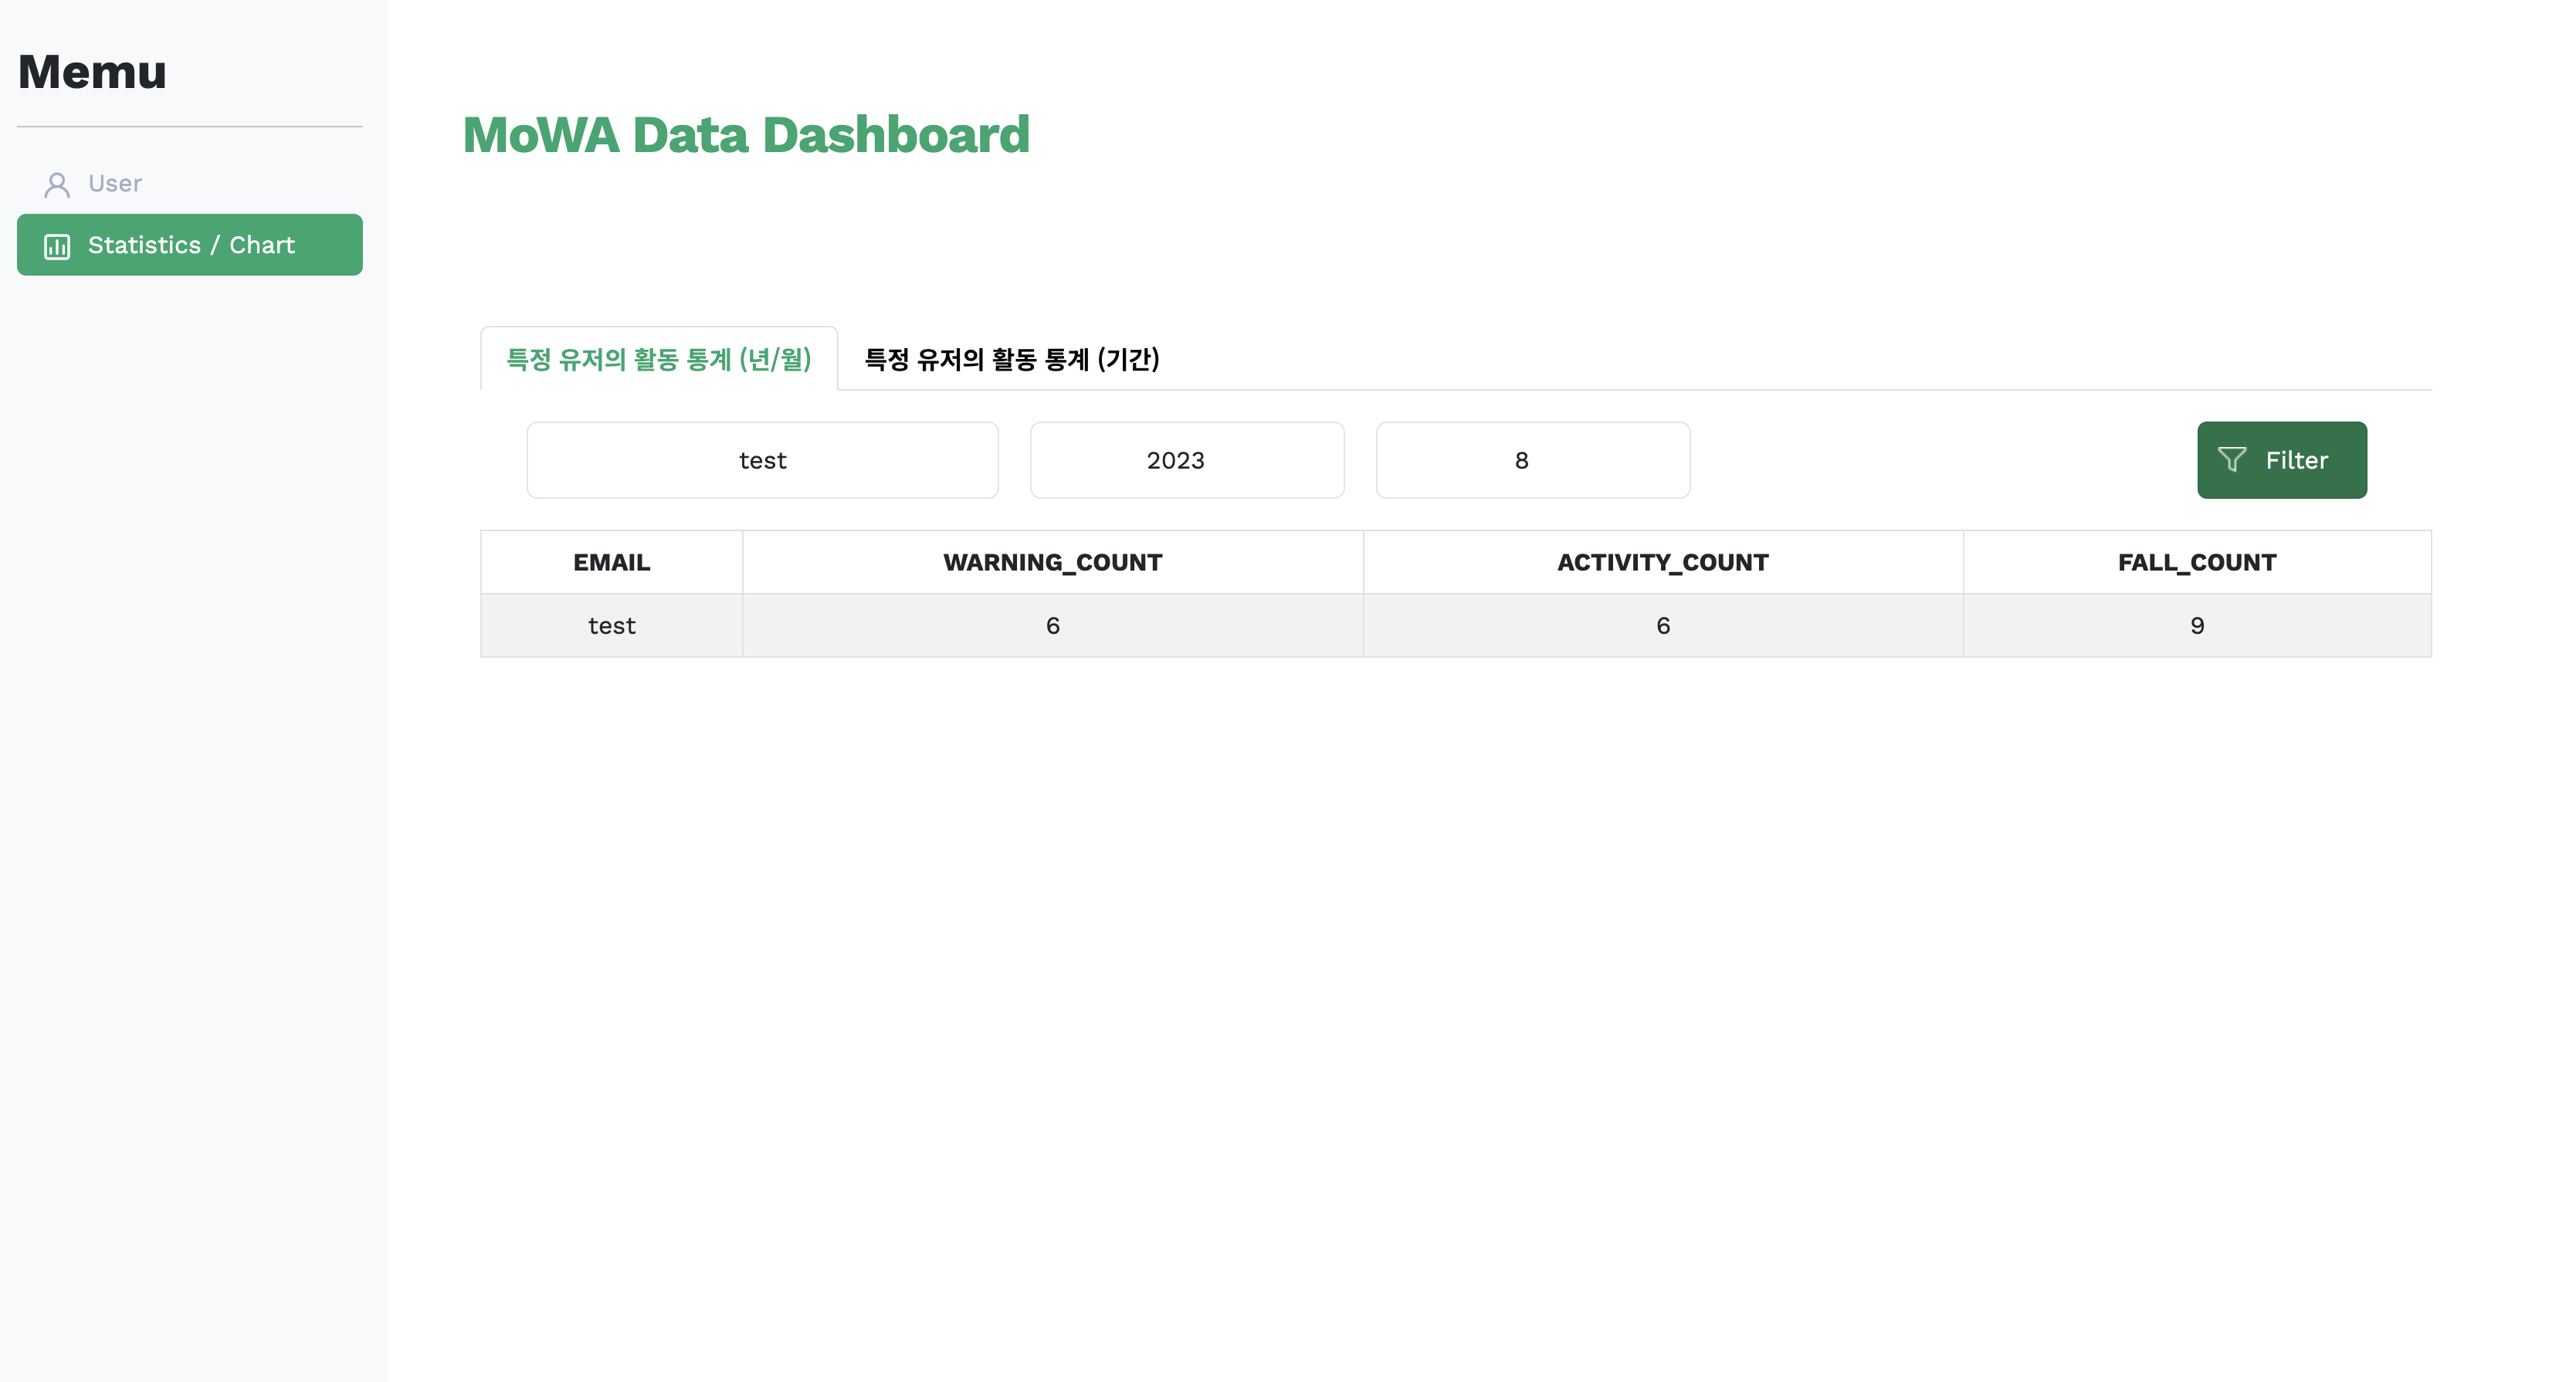 Memu
User
Statistics / Chart
MoWA Data Dashboard
특정 유저의 활동 통계 (년/월) 특정 유저의 활동 통계 (기간)
test 2023 8 Filter
EMAIL WARNING_COUNT ACTIVITY_COUNT FALL_COUNT
test 6 6 9